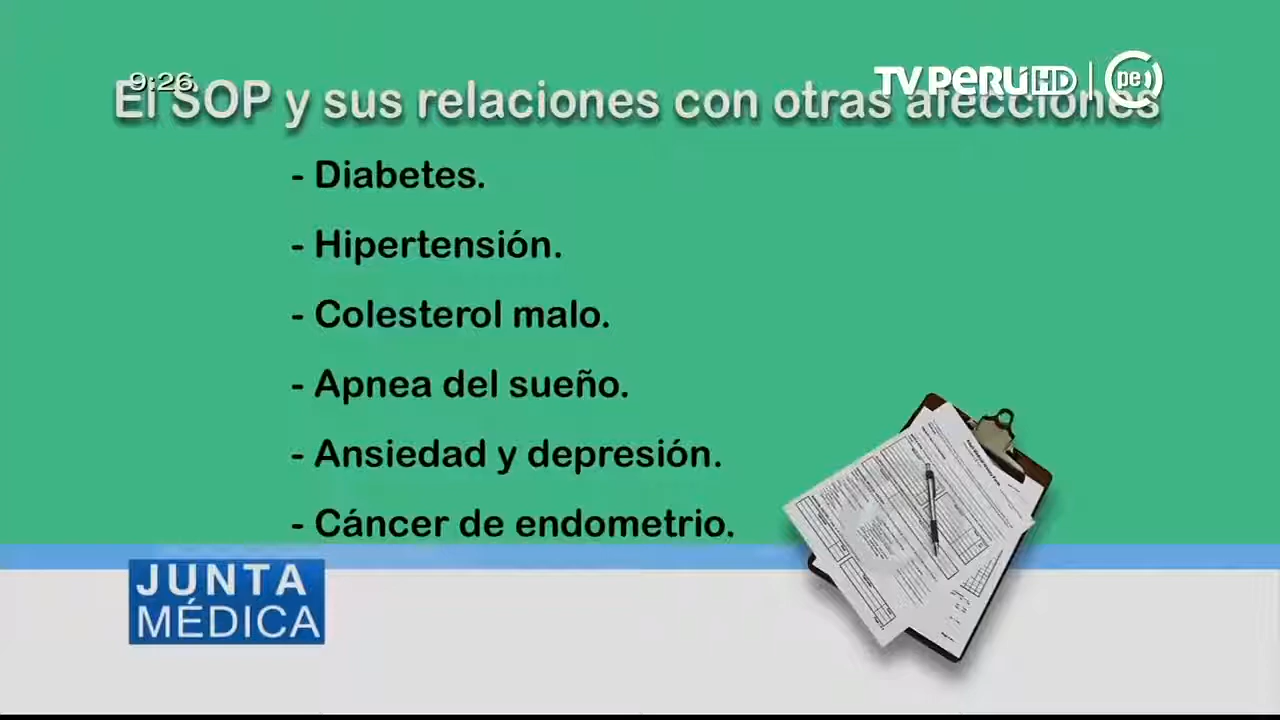 9:26
TVPERÚ HD
pe
El SOP y sus relaciones con otras afecciones
- Diabetes.
- Hipertensión.
- Colesterol malo.
- Apnea del sueño.
- Ansiedad y depresión.
- Cáncer de endometrio.
JUNTA
MÉDICA